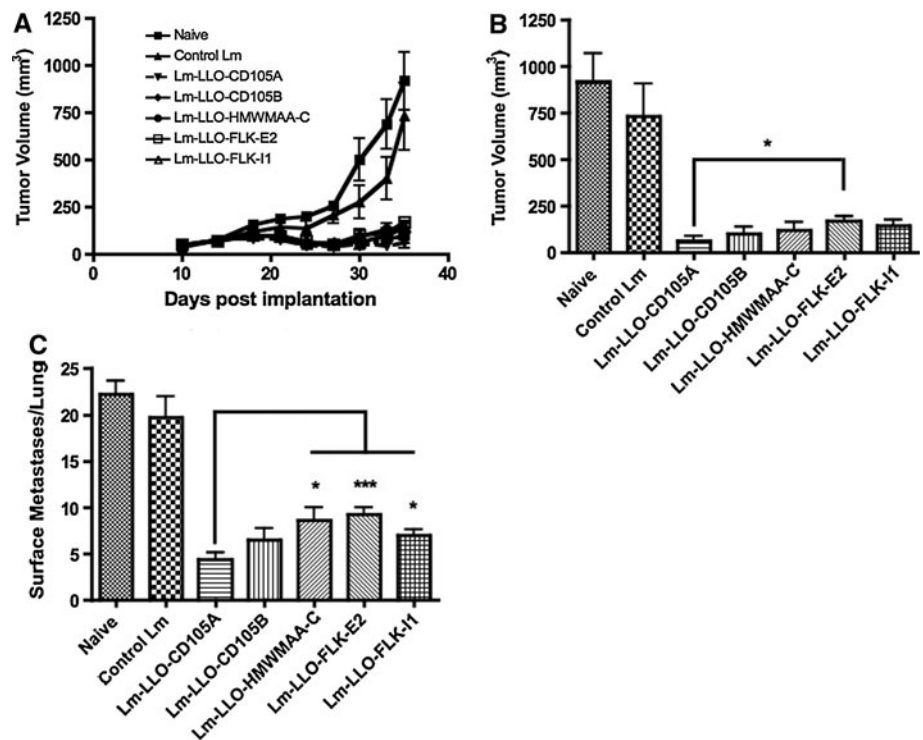 A
Tumor Volume (mm³)
1250
1000
750
500
250
0
0 10 20 30 40
Days post implantation
Naive
Control Lm
Lm-LLO-CD105A
Lm-LLO-CD105B
Lm-LLO-HMWMAA-C
Lm-LLO-FLK-E2
Lm-LLO-FLK-I1
B
Tumor Volume (mm³)
1250
1000
750
500
250
0
*
Naive
Control Lm
Lm-LLO-CD105A
Lm-LLO-CD105B
Lm-LLO-HMWMAA-C
Lm-LLO-FLK-E2
Lm-LLO-FLK-I1
C
Surface Metastases/Lung
25
20
15
10
5
0
* *** *
Naive
Control Lm
Lm-LLO-CD105A
Lm-LLO-CD105B
Lm-LLO-HMWMAA-C
Lm-LLO-FLK-E2
Lm-LLO-FLK-I1